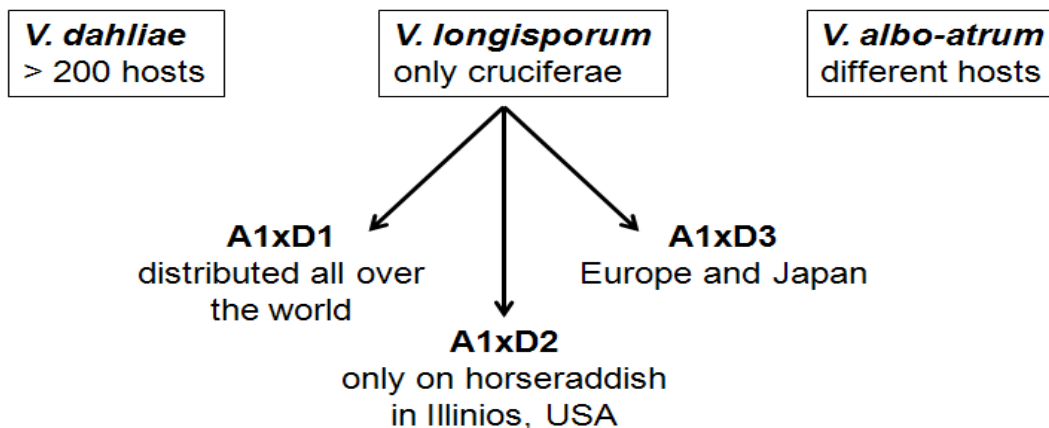 V. dahliae
> 200 hosts
V. longisporum
only cruciferae
V. albo-atrum
different hosts
A1xD1
distributed all over
the world
A1xD3
Europe and Japan
A1xD2
only on horseraddish
in Illinios, USA